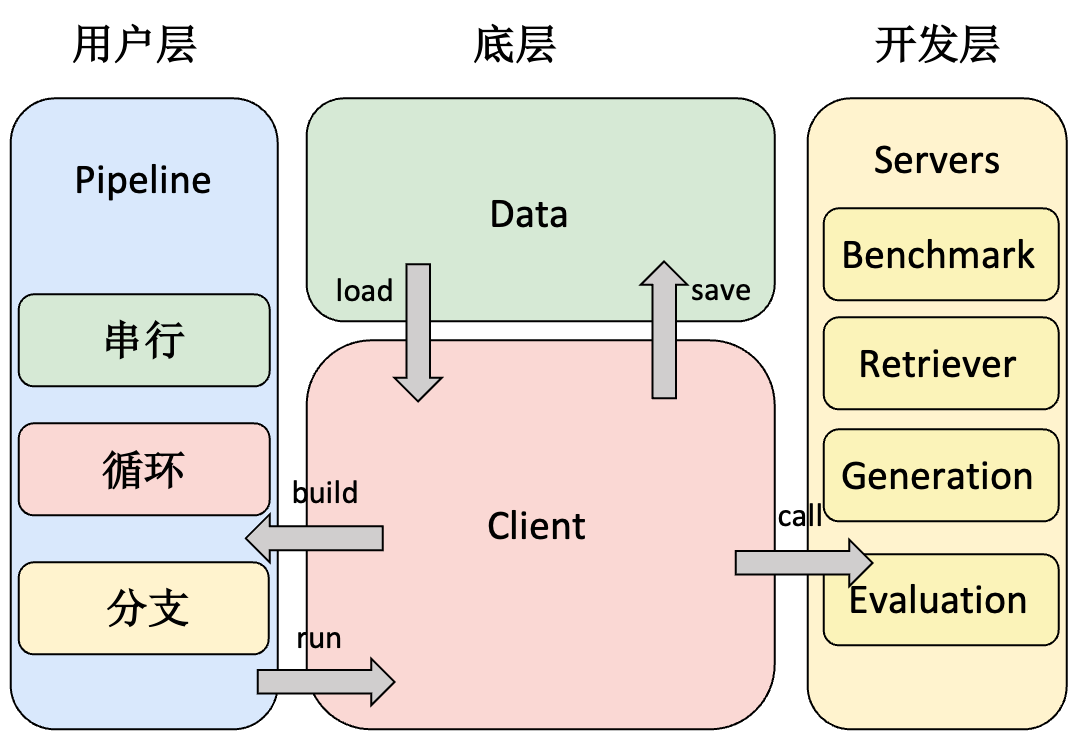 用户层
底层
开发层
Pipeline
串行
循环
分支
Data
load
save
build
Client
run
call
Servers
Benchmark
Retriever
Generation
Evaluation